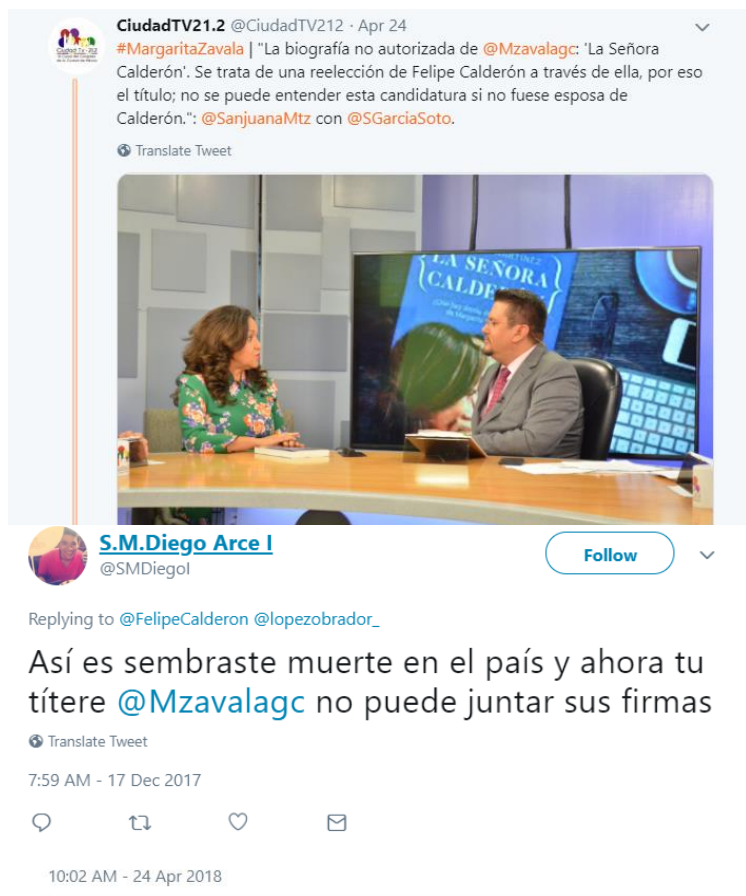 CiudadTV21.2 @CiudadTV212 · Apr 24
#MargaritaZavala | "La biografía no autorizada de @Mzavalagc: 'La Señora
Calderón'. Se trata de una reelección de Felipe Calderón a través de ella, por eso
el título; no se puede entender esta candidatura si no fuese esposa de
Calderón.": @SanjuanaMtz con @SGarciaSoto.
Translate Tweet
LA SEÑORA
S.M.Diego Arce I
@SMDiegoI
Follow
Replying to @FelipeCalderon @lopezobrador_
Así es sembraste muerte en el país y ahora tu
títere @Mzavalagc no puede juntar sus firmas
Translate Tweet
7:59 AM - 17 Dec 2017
10:02 AM - 24 Apr 2018